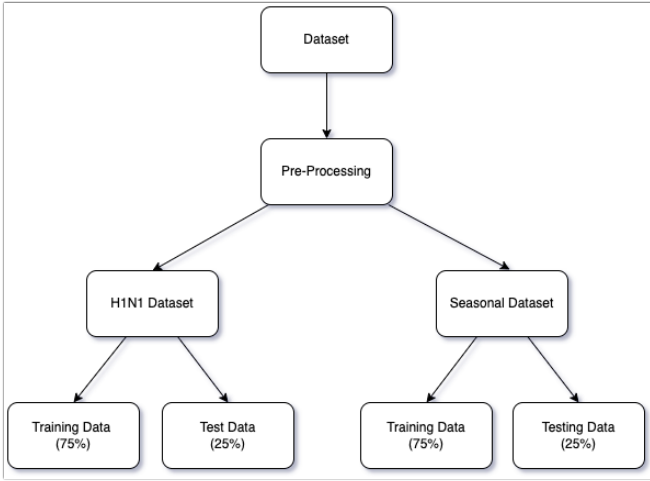 Dataset
Pre-Processing
H1N1 Dataset
Seasonal Dataset
Training Data
(75%)
Test Data
(25%)
Training Data
(75%)
Testing Data
(25%)